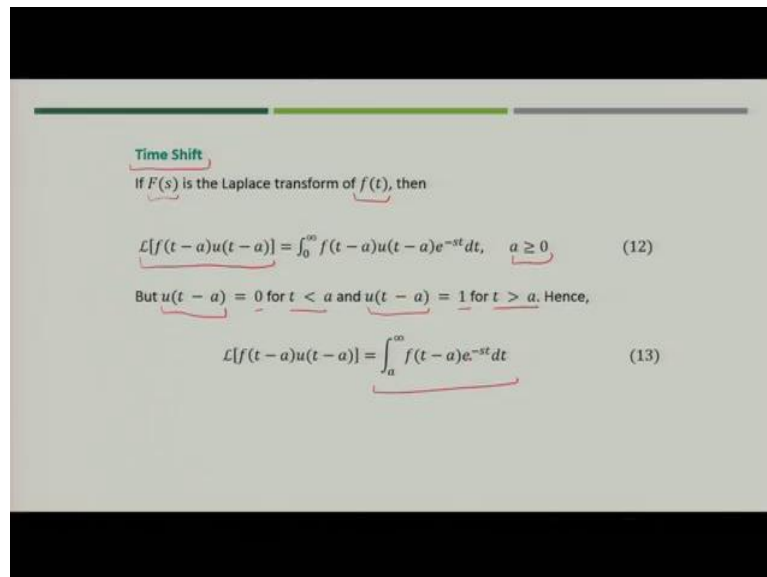 Time Shift
If F(s) is the Laplace transform of f(t), then
ℒ[f(t − a)u(t − a)] = ∫₀^∞ f(t − a)u(t − a)e^{−st}dt, a ≥ 0 (12)
But u(t − a) = 0 for t < a and u(t − a) = 1 for t > a. Hence,
ℒ[f(t − a)u(t − a)] = ∫ₐ^∞ f(t − a)e^{−st}dt (13)